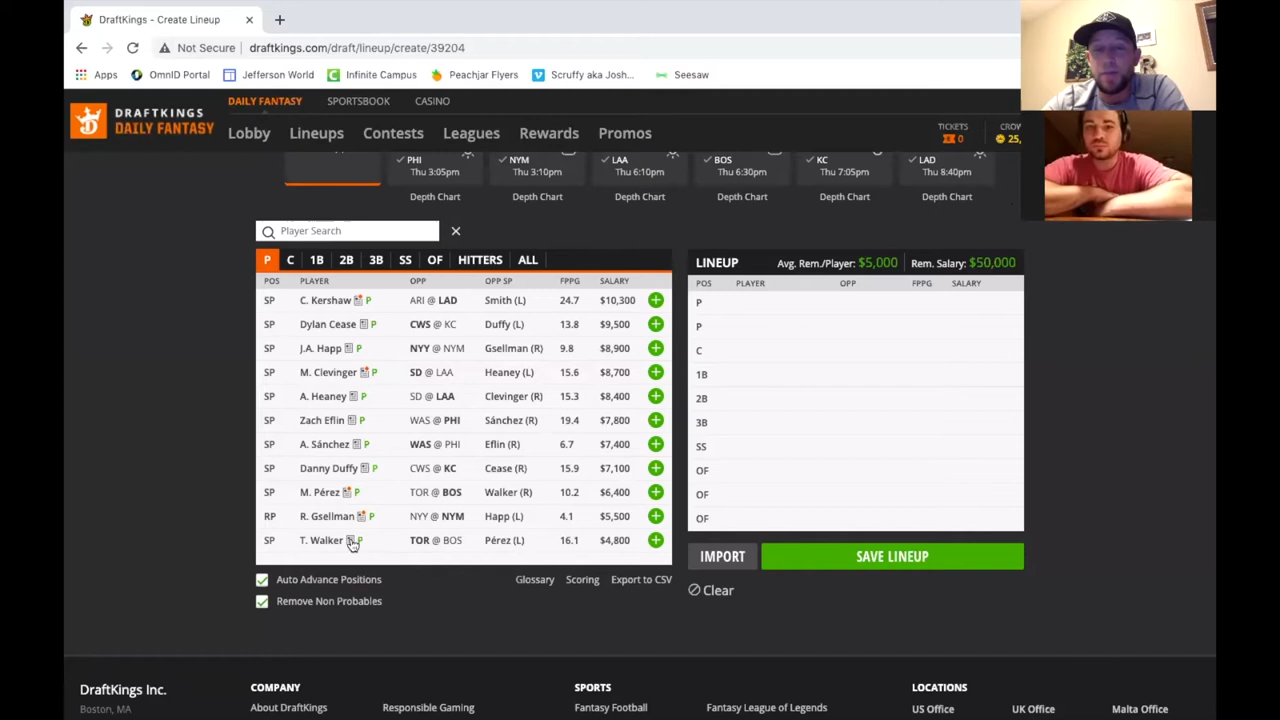 DraftKings - Create Lineup
Not Secure draftkings.com/draft/lineup/create/39204
Apps OmnID Portal Jefferson World Infinite Campus Peachjar Flyers Scruffy aka Josh... Seesaw
DRAFTKINGS
DAILY FANTASY
DAILY FANTASY SPORTSBOOK CASINO
Lobby Lineups Contests Leagues Rewards Promos
TICKETS
0
CROW
25,
PHI NYM LAA BOS KC LAD
Thu 3:05pm Thu 3:10pm Thu 6:10pm Thu 6:30pm Thu 7:05pm Thu 8:40pm
Depth Chart Depth Chart Depth Chart Depth Chart Depth Chart Depth Chart
Player Search
P C 1B 2B 3B SS OF HITTERS ALL
POS PLAYER OPP OPP SP FPPG SALARY
SP C. Kershaw P ARI @ LAD Smith (L) 24.7 $10,300
SP Dylan Cease P CWS @ KC Duffy (L) 13.8 $9,500
SP J.A. Happ P NYY @ NYM Gsellman (R) 9.8 $8,900
SP M. Clevinger P SD @ LAA Heaney (L) 15.6 $8,700
SP A. Heaney P SD @ LAA Clevinger (R) 15.3 $8,400
SP Zach Eflin P WAS @ PHI Sánchez (R) 19.4 $7,800
SP A. Sánchez P WAS @ PHI Eflin (R) 6.7 $7,400
SP Danny Duffy P CWS @ KC Cease (R) 15.9 $7,100
SP M. Pérez P TOR @ BOS Walker (R) 10.2 $6,400
RP R. Gsellman P NYY @ NYM Happ (L) 4.1 $5,500
SP T. Walker P TOR @ BOS Pérez (L) 16.1 $4,800
Auto Advance Positions
Remove Non Probables
Glossary Scoring Export to CSV
LINEUP Avg. Rem./Player: $5,000 Rem. Salary: $50,000
POS PLAYER OPP FPPG SALARY
P
P
C
1B
2B
3B
SS
OF
OF
OF
IMPORT SAVE LINEUP
Clear
DraftKings Inc.
Boston, MA
COMPANY
About DraftKings Responsible Gaming
SPORTS
Fantasy Football Fantasy League of Legends
LOCATIONS
US Office UK Office Malta Office